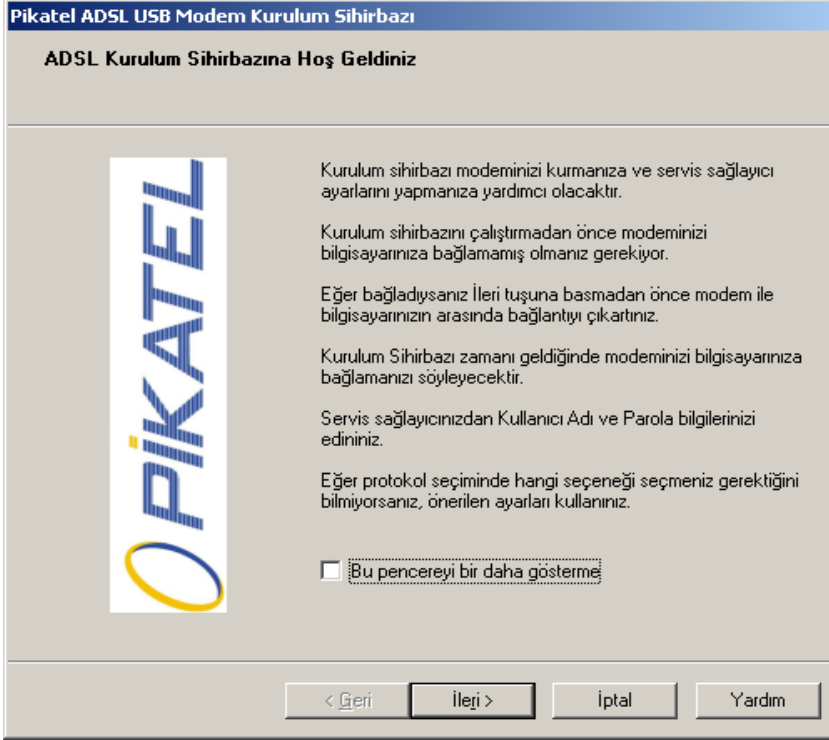 Pikatel ADSL USB Modem Kurulum Sihirbazı
ADSL Kurulum Sihirbazına Hoş Geldiniz
PİKATEL
Kurulum sihirbazı modeminizi kurmanıza ve servis sağlayıcı
ayarlarını yapmanıza yardımcı olacaktır.
Kurulum sihirbazını çalıştırmadan önce modeminizi
bilgisayarınıza bağlamamış olmanız gerekiyor.
Eğer bağladıysanız İleri tuşuna basmadan önce modem ile
bilgisayarınızın arasında bağlantıyı çıkartınız.
Kurulum Sihirbazı zamanı geldiğinde modeminizi bilgisayarınıza
bağlamanızı söyleyecektir.
Servis sağlayıcınızdan Kullanıcı Adı ve Parola bilgilerinizi
edininiz.
Eğer protokol seçiminde hangi seçeneği seçmeniz gerektiğini
bilmiyorsanız, önerilen ayarları kullanınız.
Bu pencereyi bir daha gösterme
< Geri İleri > İptal Yardım